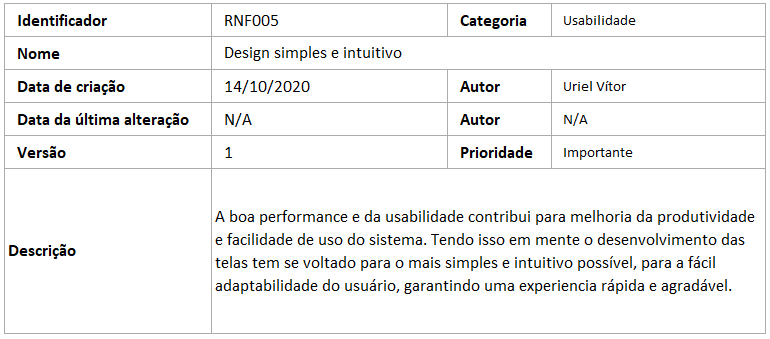 Identificador RNF005 Categoria Usabilidade
Nome Design simples e intuitivo
Data de criação 14/10/2020 Autor Uriel Vítor
Data da última alteração N/A Autor N/A
Versão 1 Prioridade Importante
Descrição
A boa performance e da usabilidade contribui para melhoria da produtividade
e facilidade de uso do sistema. Tendo isso em mente o desenvolvimento das
telas tem se voltado para o mais simples e intuitivo possível, para a fácil
adaptabilidade do usuário, garantindo uma experiencia rápida e agradável.